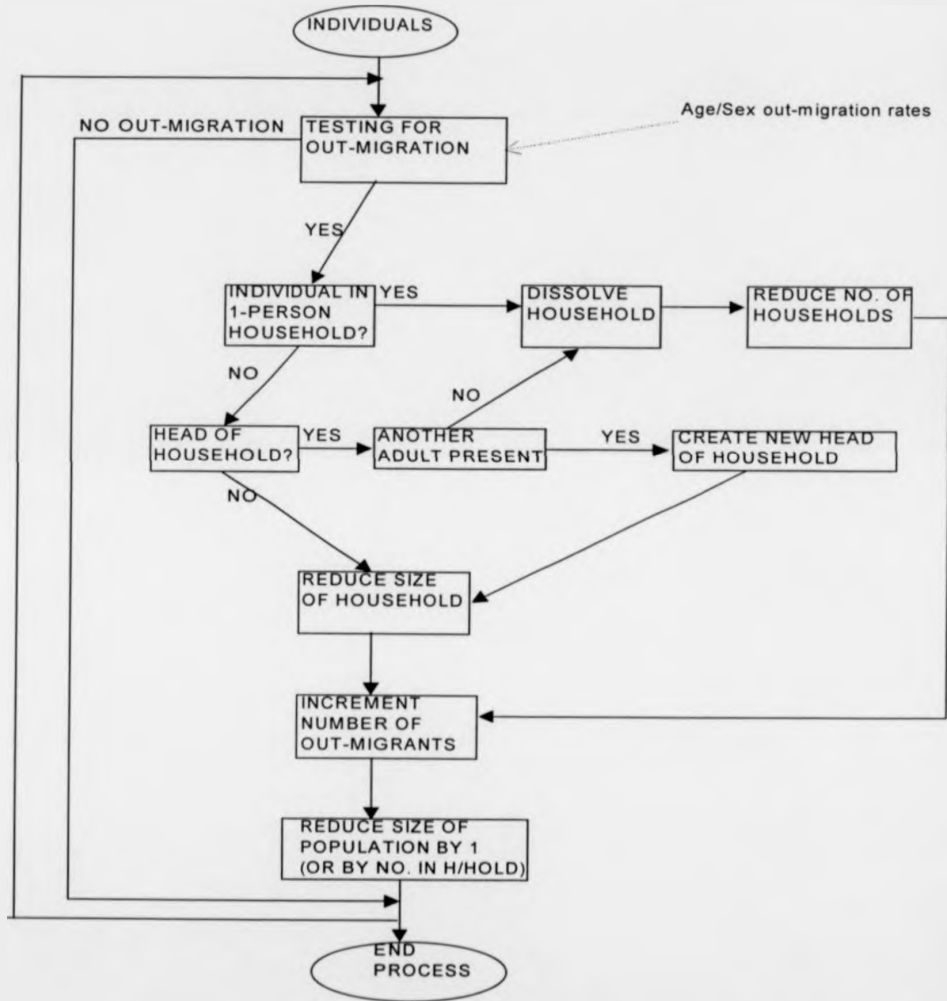 INDIVIDUALS
Age/Sex out-migration rates
NO OUT-MIGRATION
TESTING FOR
OUT-MIGRATION
YES
INDIVIDUAL IN
1-PERSON
HOUSEHOLD?
YES
DISSOLVE
HOUSEHOLD
REDUCE NO. OF
HOUSEHOLDS
NO
NO
HEAD OF
HOUSEHOLD?
YES
ANOTHER
ADULT PRESENT
YES
CREATE NEW HEAD
OF HOUSEHOLD
NO
REDUCE SIZE
OF HOUSEHOLD
INCREMENT
NUMBER OF
OUT-MIGRANTS
REDUCE SIZE OF
POPULATION BY 1
(OR BY NO. IN H/HOLD)
END
PROCESS